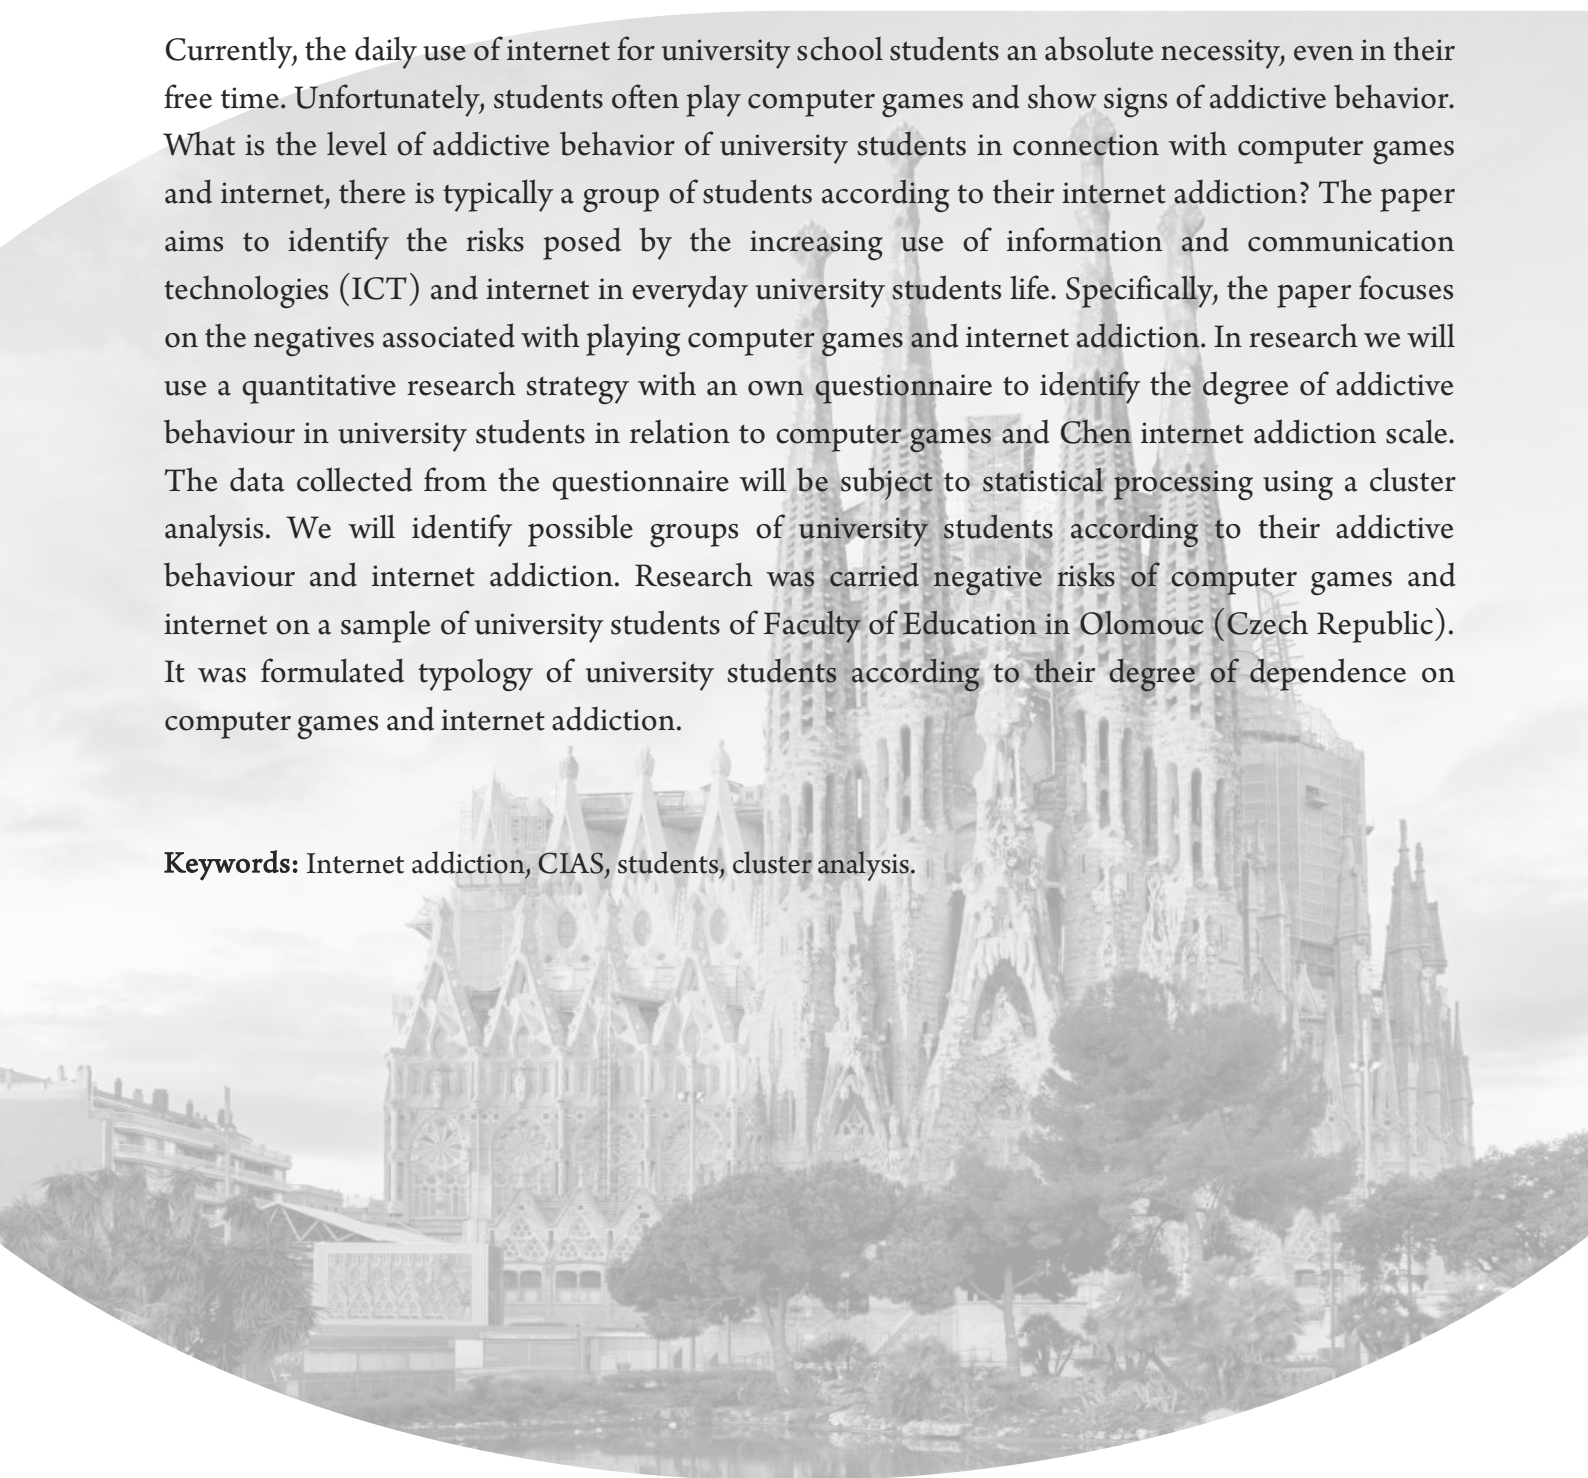 Currently, the daily use of internet for university school students an absolute necessity, even in their
free time. Unfortunately, students often play computer games and show signs of addictive behavior.
What is the level of addictive behavior of university students in connection with computer games
and internet, there is typically a group of students according to their internet addiction? The paper
aims to identify the risks posed by the increasing use of information and communication
technologies (ICT) and internet in everyday university students life. Specifically, the paper focuses
on the negatives associated with playing computer games and internet addiction. In research we will
use a quantitative research strategy with an own questionnaire to identify the degree of addictive
behaviour in university students in relation to computer games and Chen internet addiction scale.
The data collected from the questionnaire will be subject to statistical processing using a cluster
analysis. We will identify possible groups of university students according to their addictive
behaviour and internet addiction. Research was carried negative risks of computer games and
internet on a sample of university students of Faculty of Education in Olomouc (Czech Republic).
It was formulated typology of university students according to their degree of dependence on
computer games and internet addiction.
Keywords: Internet addiction, CIAS, students, cluster analysis.